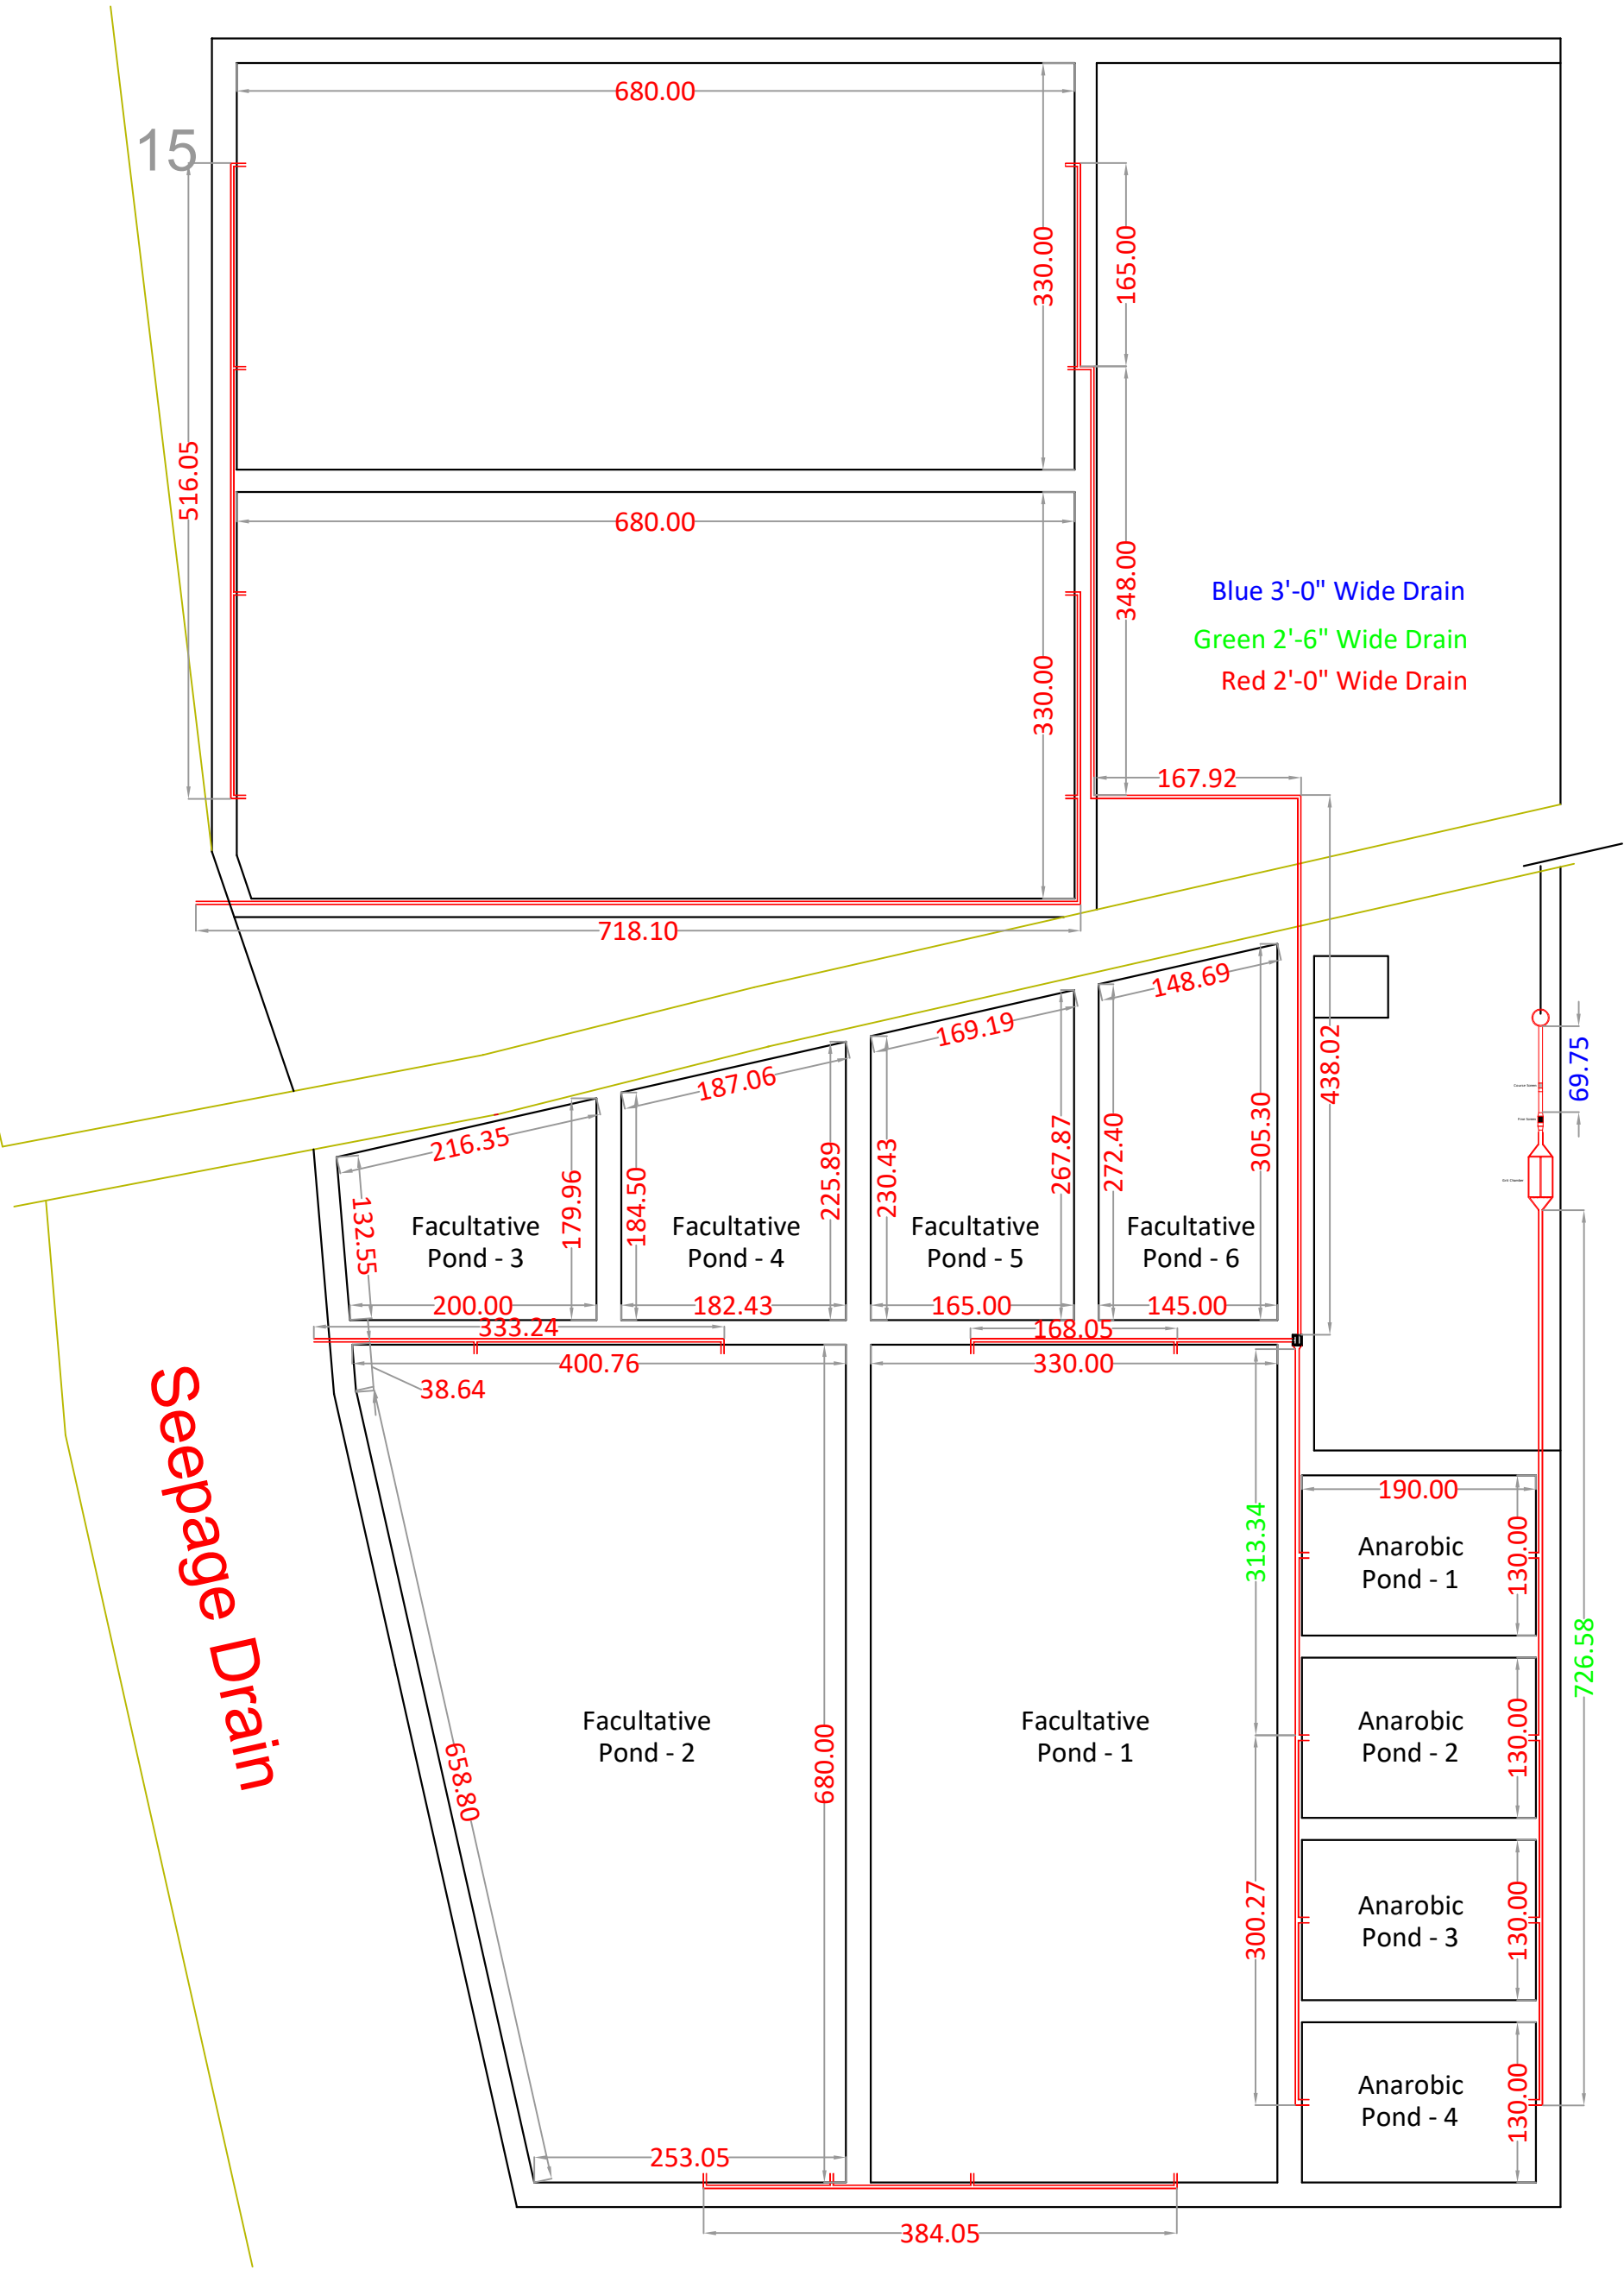 680.00
15
330.00
165.00
516.05
680.00
348.00
Blue 3'-0" Wide Drain
Green 2'-6" Wide Drain
Red 2'-0" Wide Drain
330.00
167.92
718.10
148.69
169.19
438.02
69.75
187.06
216.35
305.30
272.40
267.87
230.43
225.89
184.50
179.96
132.55
Facultative
Pond - 3
Facultative
Pond - 4
Facultative
Pond - 5
Facultative
Pond - 6
200.00
182.43
165.00
145.00
333.24
168.05
400.76
330.00
38.64
Seepage Drain
190.00
313.34
Anarobic
Pond - 1
130.00
726.58
Facultative
Pond - 2
Facultative
Pond - 1
Anarobic
Pond - 2
130.00
658.80
680.00
300.27
Anarobic
Pond - 3
130.00
Anarobic
Pond - 4
130.00
253.05
384.05